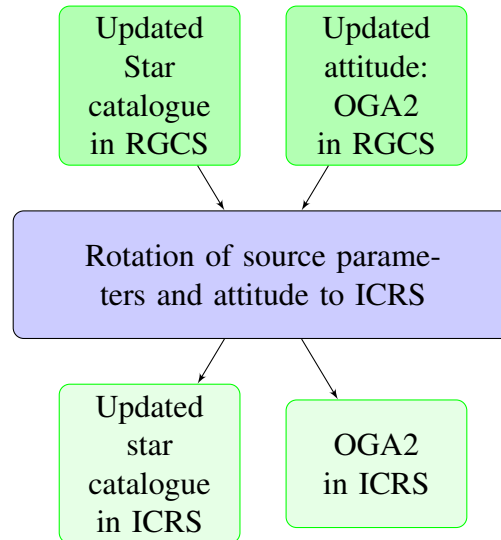 Updated
Star
catalogue
in RGCS
Updated
attitude:
OGA2
in RGCS
Rotation of source parame-
ters and attitude to ICRS
Updated
star
catalogue
in ICRS
OGA2
in ICRS